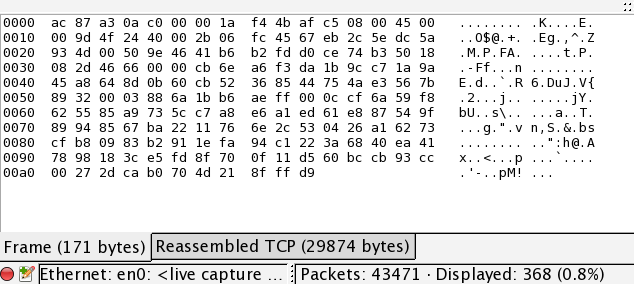 0000 ac 87 a3 0a c0 00 00 1a f4 4b af c5 08 00 45 00 ........ .K....E.
0010 00 9d 4f 24 40 00 2b 06 fc 45 67 eb 2c 5e dc 5a ..O$@.+. .Eg.,^.Z
0020 93 4d 00 50 9e 46 41 b6 b2 fd d0 ce 74 b3 50 18 .M.P.FA. ....t.P.
0030 08 2d 46 66 00 00 cb 6e a6 f3 da 1b 9c c7 1a 9a .-Ff...n ........
0040 45 a8 64 8d 0b 60 cb 52 36 85 44 75 4a e3 56 7b E.d..`.R 6.DuJ.V{
0050 89 32 00 03 88 6a 1b b6 ae ff 00 0c cf 6a 59 f8 .2...j.. .....jY.
0060 62 55 85 a9 73 5c c7 a8 e6 a1 ed 61 e8 87 54 9f bU..s\.. ...a..T.
0070 89 94 85 67 ba 22 11 76 6e 2c 53 04 26 a1 62 73 ...g.".v n,S.&.bs
0080 cf b8 09 83 b2 91 1e fa 94 c1 22 3a 68 40 ea 41 ........ ..":h@.A
0090 78 98 18 3c e5 fd 8f 70 0f 11 d5 60 bc cb 93 cc x..<...p ...`....
00a0 00 27 2d ca b0 70 4d 21 8f ff d9 .'-..pM! ...
Frame (171 bytes) Reassembled TCP (29874 bytes)
Ethernet: en0: <live capture ... Packets: 43471 · Displayed: 368 (0.8%)